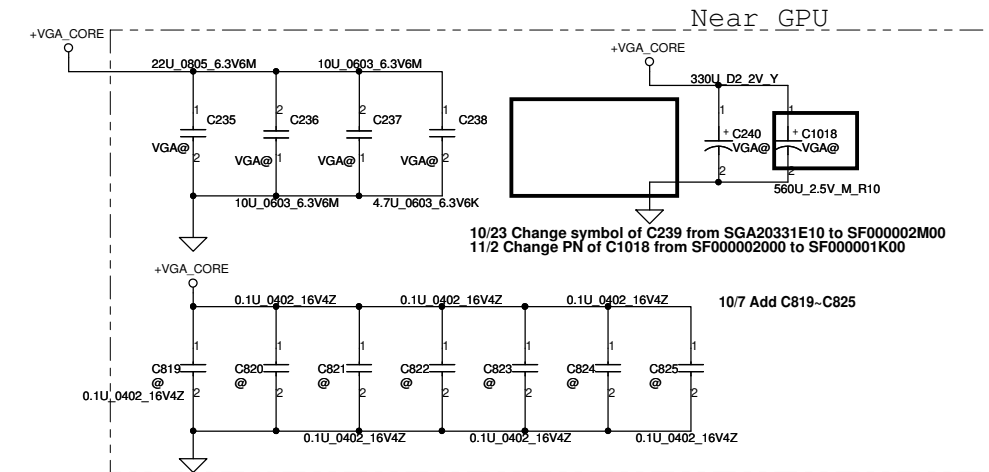 Near GPU
+VGA_CORE
+VGA_CORE
22U_0805_6.3V6M
10U_0603_6.3V6M
330U_D2_2V_Y
1
2
2
1
1
1
C235
C236
C237
C238
+ C240
+ C1018
VGA@
VGA@
VGA@
VGA@
VGA@
VGA@
2
1
1
2
2
2
10U_0603_6.3V6M
4.7U_0603_6.3V6K
560U_2.5V_M_R10
10/23 Change symbol of C239 from SGA20331E10 to SF000002M00
11/2 Change PN of C1018 from SF000002000 to SF000001K00
+VGA_CORE
0.1U_0402_16V4Z
0.1U_0402_16V4Z
0.1U_0402_16V4Z
10/7 Add C819~C825
1
1
1
1
1
1
1
C819
C820
C821
C822
C823
C824
C825
@
@
@
@
@
@
@
2
2
2
2
2
2
2
0.1U_0402_16V4Z
0.1U_0402_16V4Z
0.1U_0402_16V4Z
0.1U_0402_16V4Z